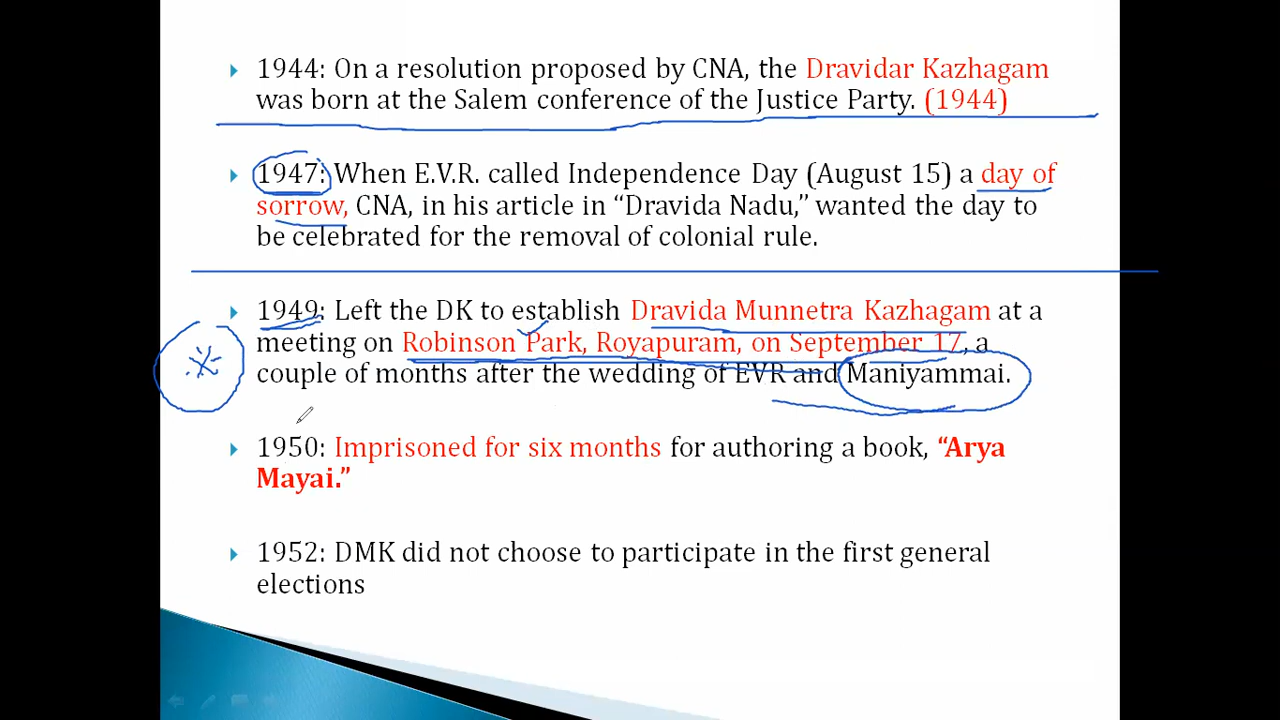 1944: On a resolution proposed by CNA, the Dravidar Kazhagam
was born at the Salem conference of the Justice Party. (1944)
1947: When E.V.R. called Independence Day (August 15) a day of
sorrow, CNA, in his article in “Dravida Nadu,” wanted the day to
be celebrated for the removal of colonial rule.
1949: Left the DK to establish Dravida Munnetra Kazhagam at a
meeting on Robinson Park, Royapuram, on September 17, a
couple of months after the wedding of EVR and Maniyammai.
1950: Imprisoned for six months for authoring a book, “Arya
Mayai.”
1952: DMK did not choose to participate in the first general
elections